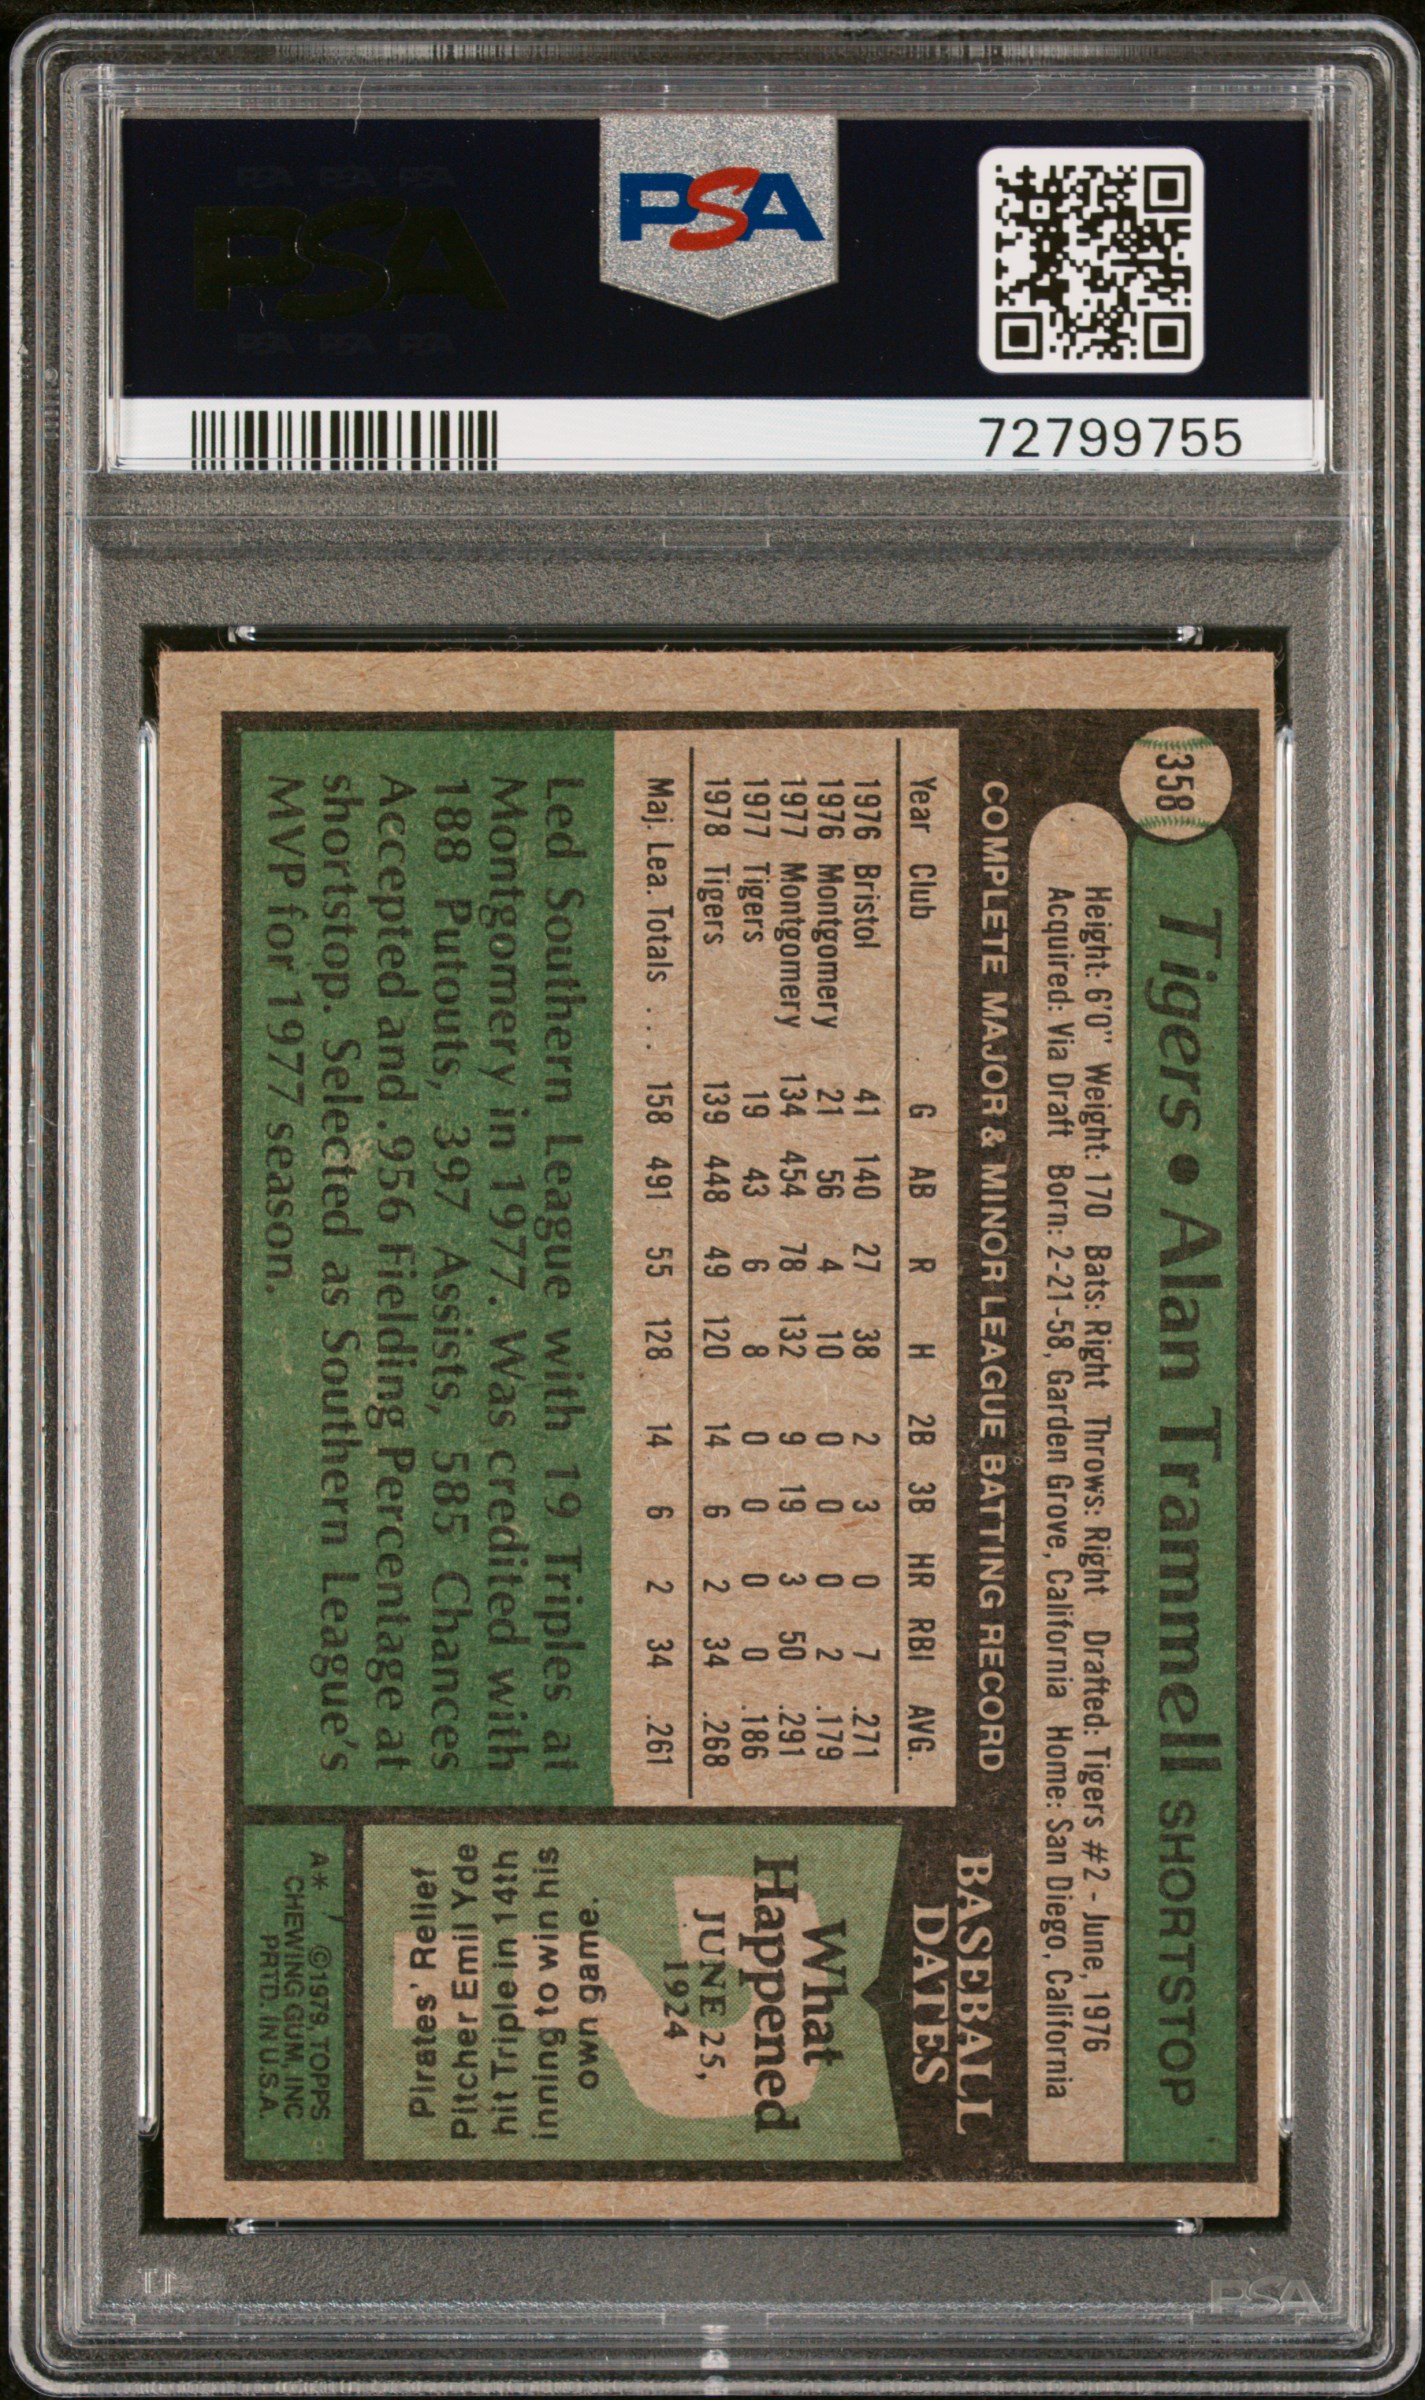 PSA PSA PSA
PSA
PSA PSA PSA
PSA
72799755
358
Tigers • Alan Trammell SHORTSTOP
Height: 6'0" Weight: 170 Bats: Right Throws: Right Drafted: Tigers #2 - June, 1976
Acquired: Via Draft Born: 2-21-58, Garden Grove, California Home: San Diego, California
COMPLETE MAJOR & MINOR LEAGUE BATTING RECORD
Year Club G AB R H 2B 3B HR RBI AVG.
1976 Bristol 41 140 27 38 2 3 0 7 .271
1976 Montgomery 21 56 4 10 0 0 0 2 .179
1977 Montgomery 134 454 78 132 9 19 3 50 .291
1977 Tigers 19 43 6 8 0 0 0 0 .186
1978 Tigers 139 448 49 120 14 6 2 34 .268
Maj. Lea. Totals . . . 158 491 55 128 14 6 2 34 .261
Led Southern League with 19 Triples at
Montgomery in 1977. Was credited with
188 Putouts, 397 Assists, 585 Chances
Accepted and .956 Fielding Percentage at
shortstop. Selected as Southern League's
MVP for 1977 season.
BASEBALL
DATES
What
Happened
JUNE 25,
1924
Pirates' Relief
Pitcher Emil Yde
hit Triple in 14th
inning to win his
own game.
A* ©1979, TOPPS
CHEWING GUM, INC
PRTD. IN U.S.A.
PSA